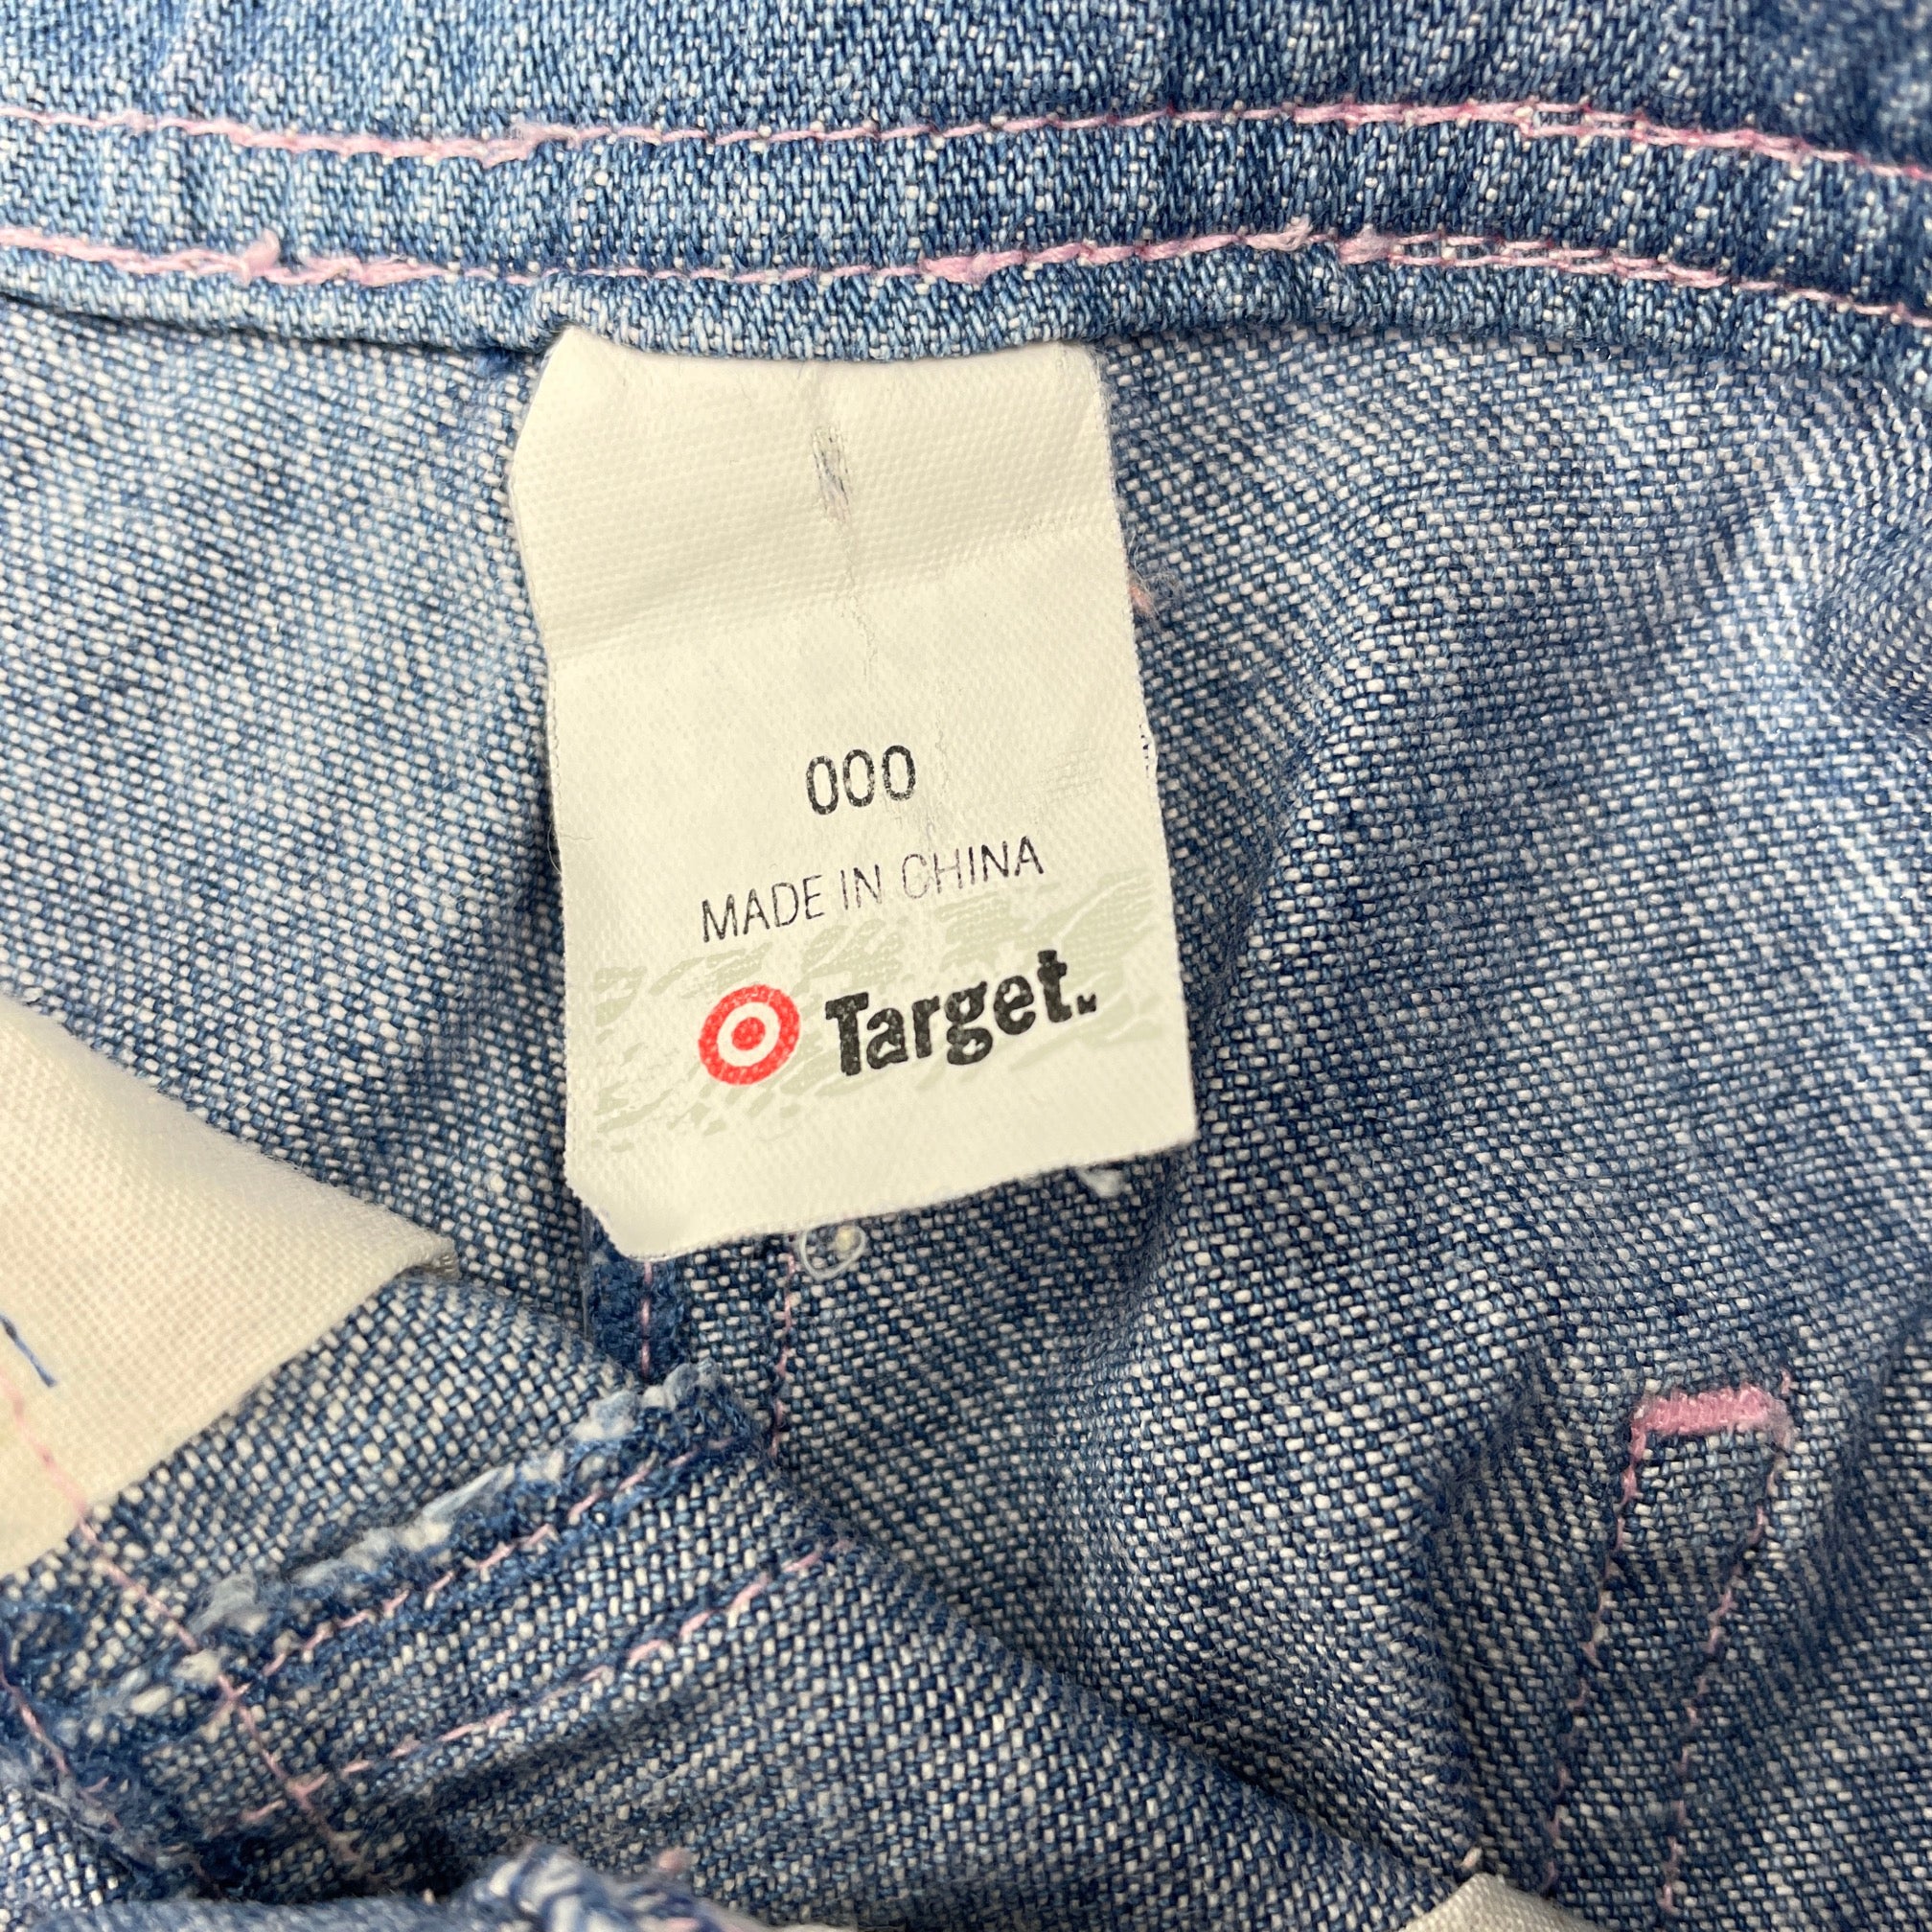 000
MADE IN CHINA
Target.